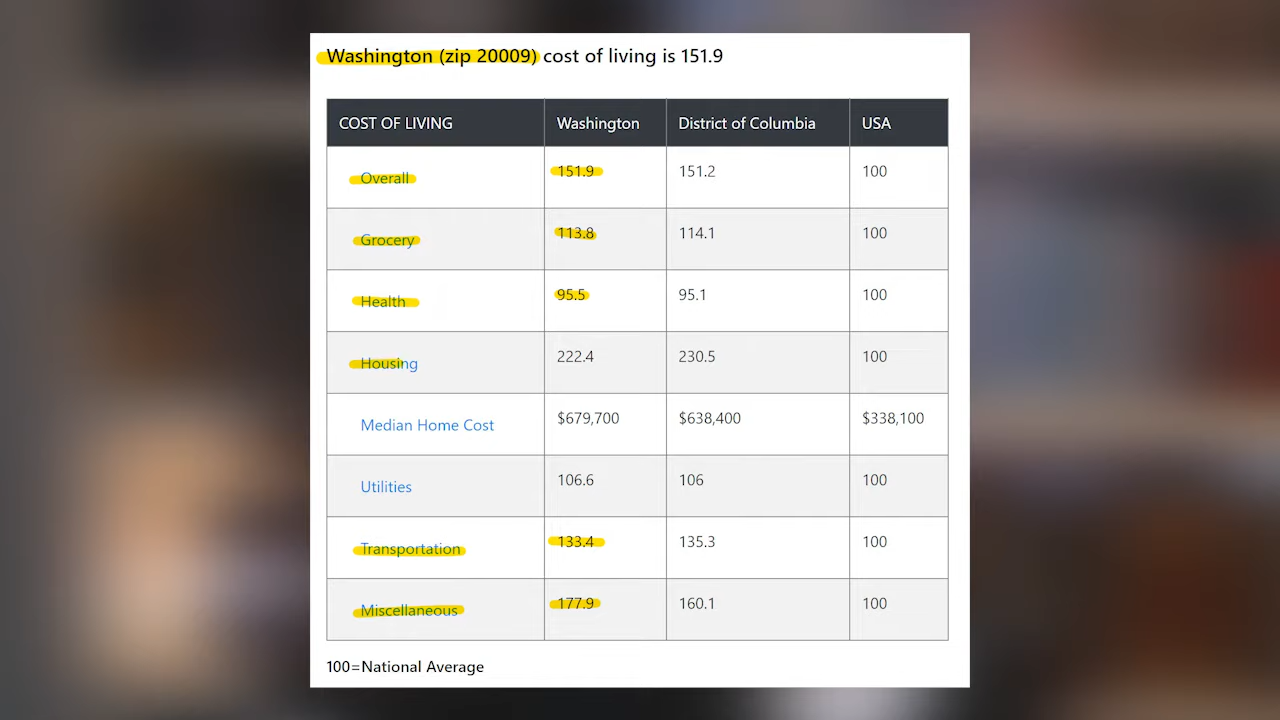 Washington (zip 20009) cost of living is 151.9
COST OF LIVING Washington District of Columbia USA
Overall 151.9 151.2 100
Grocery 113.8 114.1 100
Health 95.5 95.1 100
Housing 222.4 230.5 100
Median Home Cost $679,700 $638,400 $338,100
Utilities 106.6 106 100
Transportation 133.4 135.3 100
Miscellaneous 177.9 160.1 100
100=National Average